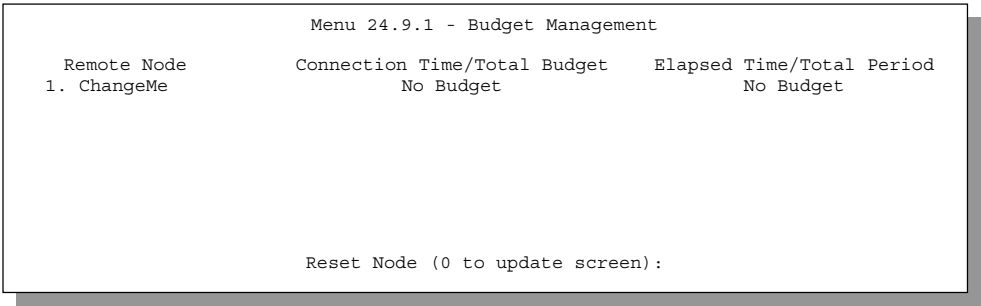 Menu 24.9.1 - Budget Management
Remote Node Connection Time/Total Budget Elapsed Time/Total Period
1. ChangeMe No Budget No Budget
Reset Node (0 to update screen):